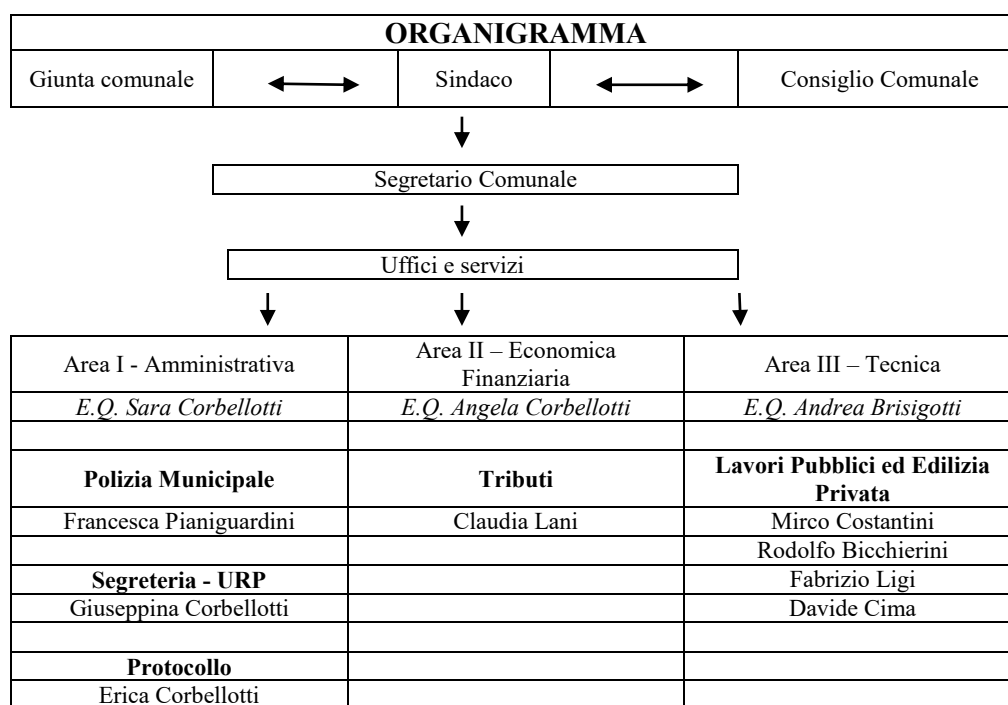 ORGANIGRAMMA
Giunta comunale Sindaco Consiglio Comunale
Segretario Comunale
Uffici e servizi
Area I - Amministrativa
Area II – Economica
Finanziaria
Area III – Tecnica
E.Q. Sara Corbellotti E.Q. Angela Corbellotti E.Q. Andrea Brisigotti
Polizia Municipale
Tributi
Lavori Pubblici ed Edilizia
Privata
Francesca Pianiguardini Claudia Lani Mirco Costantini
Rodolfo Bicchierini
Segreteria - URP Fabrizio Ligi
Giuseppina Corbellotti Davide Cima
Protocollo
Erica Corbellotti